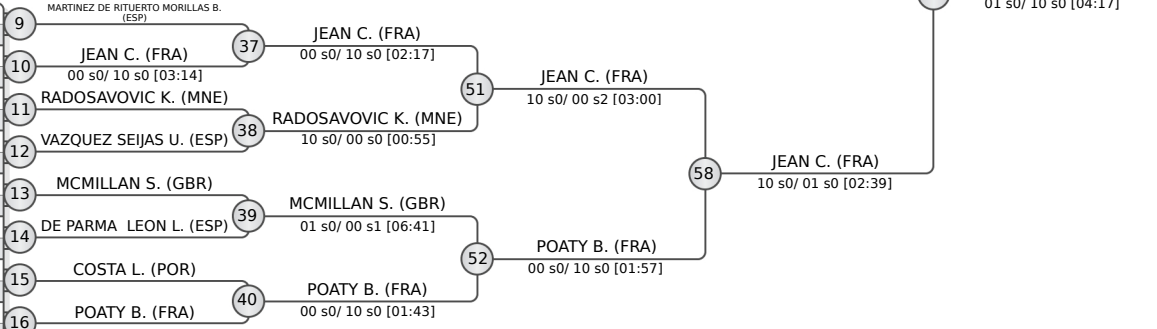 01 s0/ 10 s0 [04:17]
MARTINEZ DE RITUERTO MORILLAS B.
(ESP)
9
37
JEAN C. (FRA)
00 s0/ 10 s0 [02:17]
JEAN C. (FRA)
10
00 s0/ 10 s0 [03:14]
51
JEAN C. (FRA)
10 s0/ 00 s2 [03:00]
RADOSAVOVIC K. (MNE)
11
38
RADOSAVOVIC K. (MNE)
10 s0/ 00 s0 [00:55]
VAZQUEZ SEIJAS U. (ESP)
12
58
JEAN C. (FRA)
10 s0/ 01 s0 [02:39]
MCMILLAN S. (GBR)
13
39
MCMILLAN S. (GBR)
01 s0/ 00 s1 [06:41]
DE PARMA  LEON L. (ESP)
14
52
POATY B. (FRA)
00 s0/ 10 s0 [01:57]
COSTA L. (POR)
15
40
POATY B. (FRA)
00 s0/ 10 s0 [01:43]
POATY B. (FRA)
16